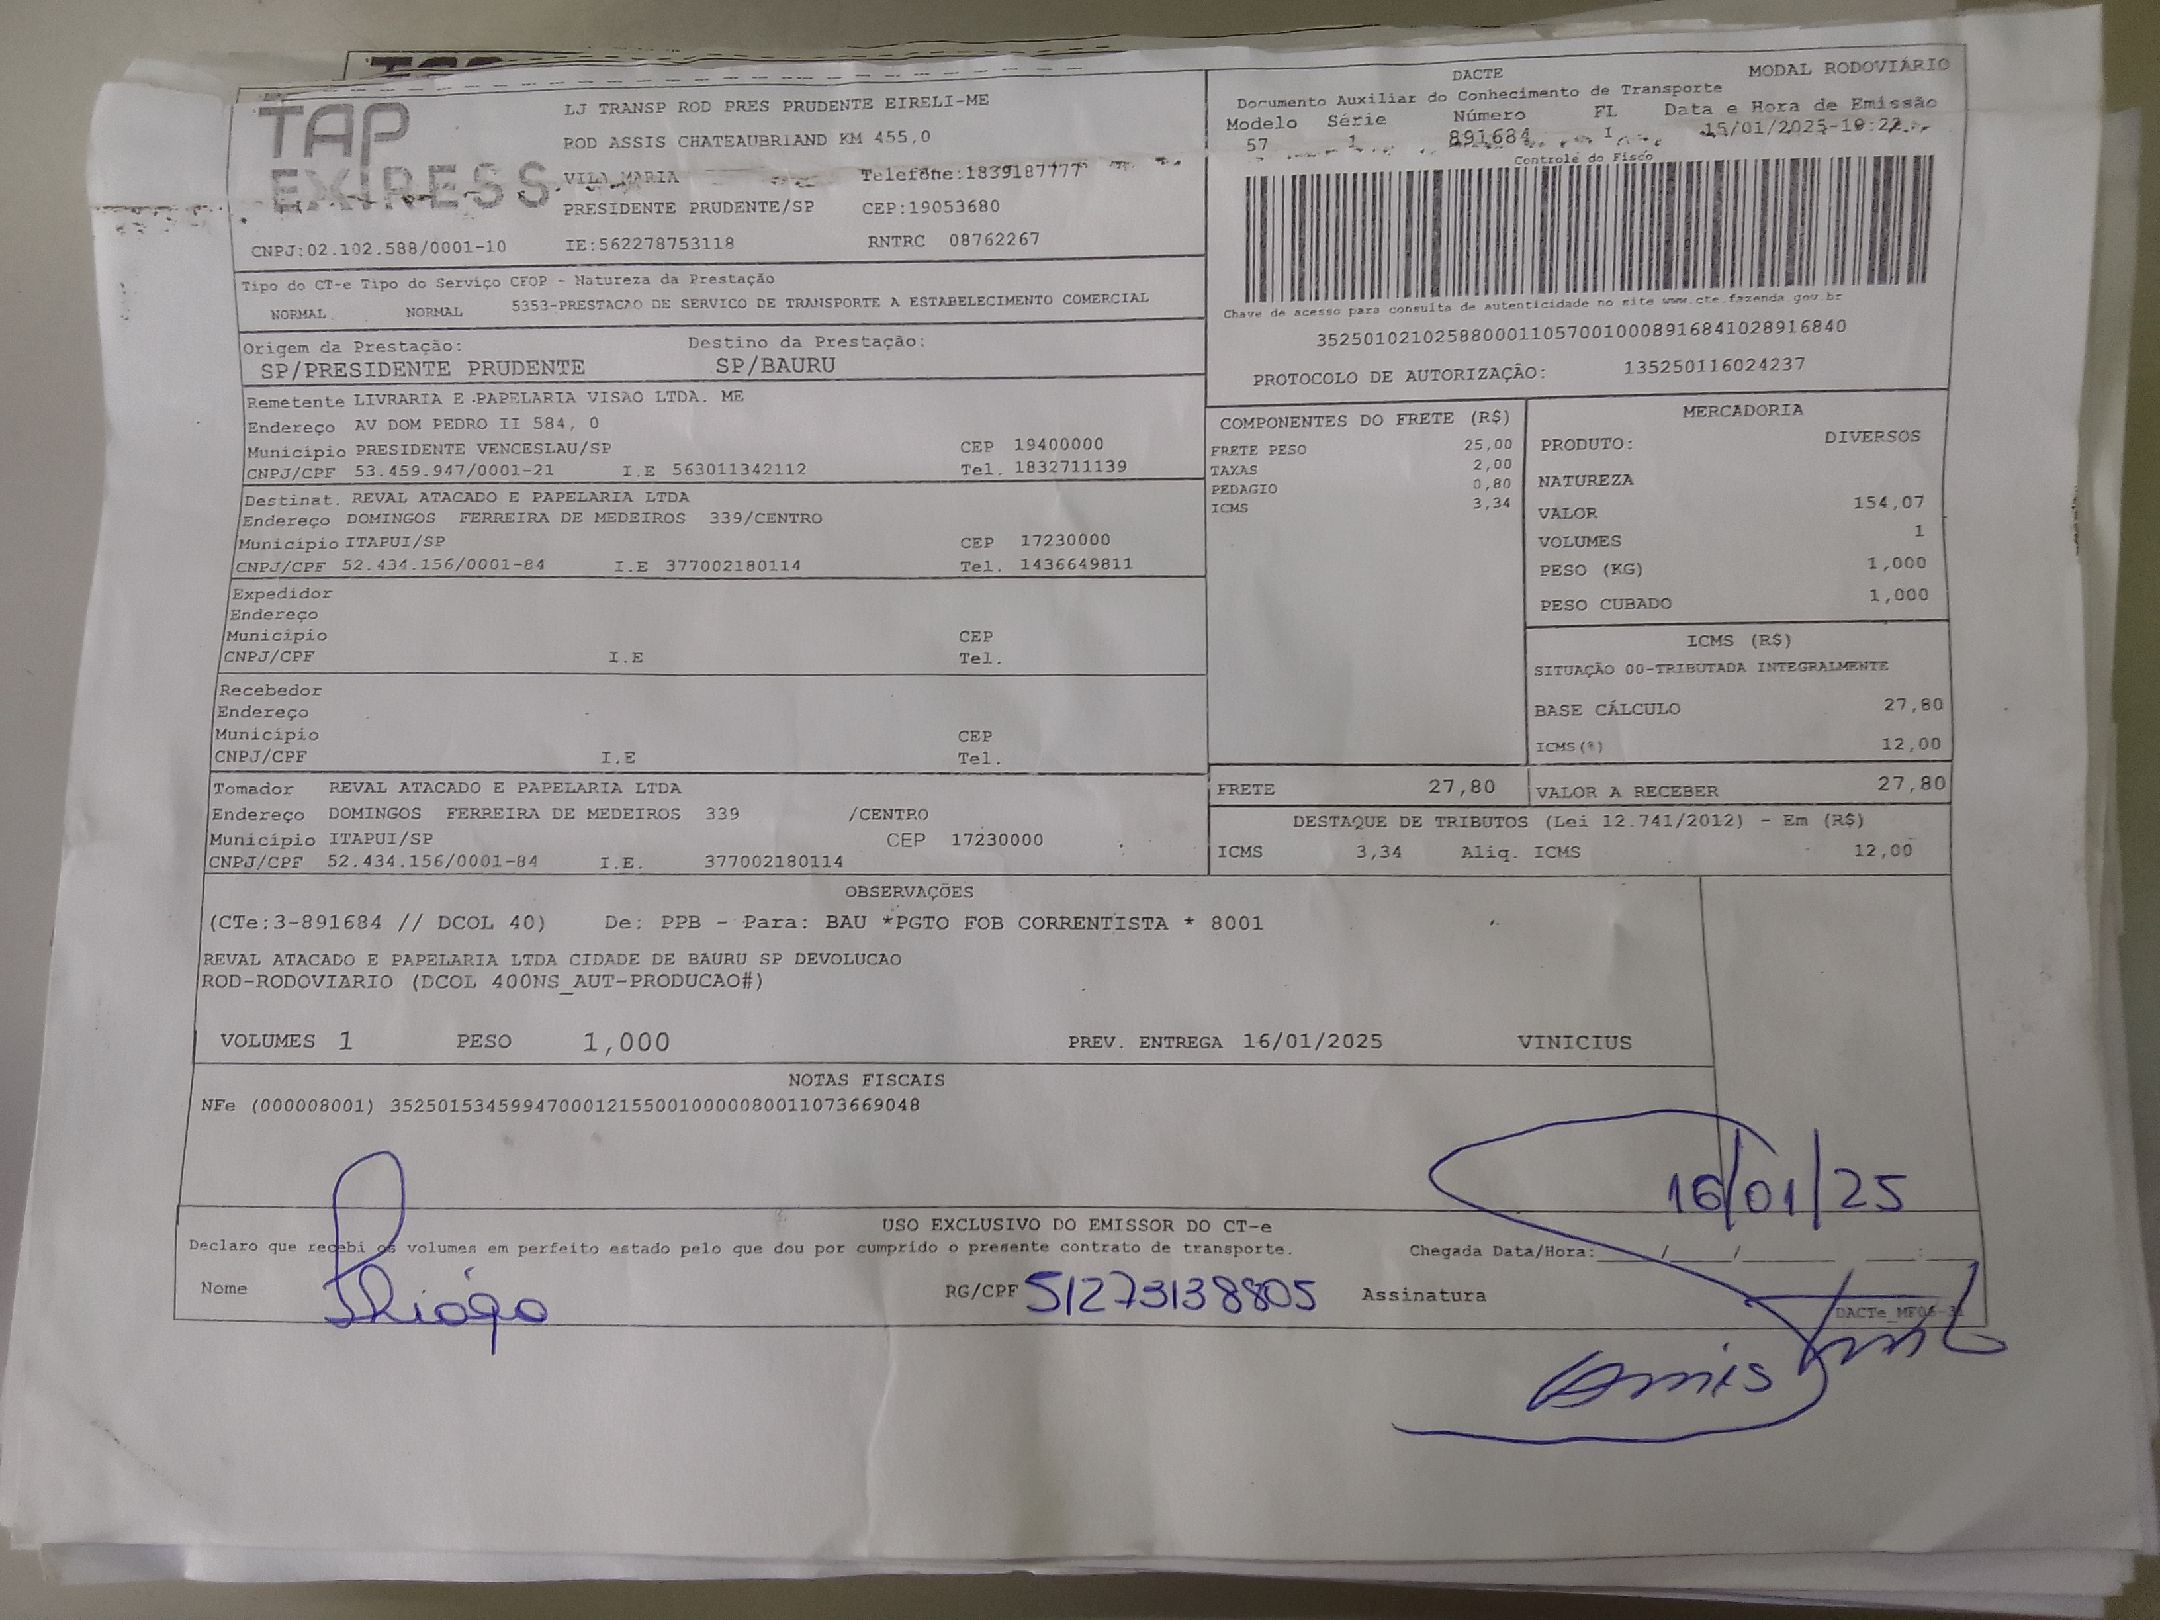 TAP
EXPRESS
LJ TRANSP ROD PRES PRUDENTE EIRELI-ME
ROD ASSIS CHATEAUBRIAND KM 455,0
VILA MARIA Telefone:1839187777
PRESIDENTE PRUDENTE/SP CEP:19053680
CNPJ:02.102.588/0001-10 IE:562278753118 RNTRC 08762267
DACTE MODAL RODOVIÁRIO
Documento Auxiliar do Conhecimento de Transporte
Modelo Série Número FL Data e Hora de Emissão
57 1 891684 1 15/01/2025-
Controle do Fisco
Chave de acesso para consulta de autenticidade no site www.cte.fazenda.gov.br
35250102102588000110570010008916841028916840
PROTOCOLO DE AUTORIZAÇÃO: 135250116024237
Tipo do CT-e Tipo do Serviço CFOP - Natureza da Prestação
NORMAL NORMAL 5353-PRESTACAO DE SERVICO DE TRANSPORTE A ESTABELECIMENTO COMERCIAL
Origem da Prestação: Destino da Prestação:
SP/PRESIDENTE PRUDENTE SP/BAURU
Remetente LIVRARIA E PAPELARIA VISAO LTDA. ME
Endereço AV DOM PEDRO II 584, 0
Município PRESIDENTE VENCESLAU/SP CEP 19400000
CNPJ/CPF 53.459.947/0001-21 I.E 563011342112 Tel. 1832711139
Destinat. REVAL ATACADO E PAPELARIA LTDA
Endereço DOMINGOS FERREIRA DE MEDEIROS 339/CENTRO
Município ITAPUI/SP CEP 17230000
CNPJ/CPF 52.434.156/0001-84 I.E 377002180114 Tel. 1436649811
Expedidor
Endereço
Município CEP
CNPJ/CPF I.E Tel.
Recebedor
Endereço
Município CEP
CNPJ/CPF I.E Tel.
Tomador REVAL ATACADO E PAPELARIA LTDA
Endereço DOMINGOS FERREIRA DE MEDEIROS 339 /CENTRO
Município ITAPUI/SP CEP 17230000
CNPJ/CPF 52.434.156/0001-84 I.E. 377002180114
COMPONENTES DO FRETE (R$)
FRETE PESO 25,00
TAXAS 2,00
PEDAGIO 0,80
ICMS 3,34
MERCADORIA
PRODUTO: DIVERSOS
NATUREZA
VALOR 154,07
VOLUMES 1
PESO (KG) 1,000
PESO CUBADO 1,000
ICMS (R$)
SITUAÇÃO 00-TRIBUTADA INTEGRALMENTE
BASE CÁLCULO 27,80
ICMS(%) 12,00
FRETE 27,80 VALOR A RECEBER 27,80
DESTAQUE DE TRIBUTOS (Lei 12.741/2012) - Em (R$)
ICMS 3,34 Aliq. ICMS 12,00
OBSERVAÇÕES
(CTe:3-891684 // DCOL 40) De: PPB - Para: BAU *PGTO FOB CORRENTISTA * 8001
REVAL ATACADO E PAPELARIA LTDA CIDADE DE BAURU SP DEVOLUCAO
ROD-RODOVIARIO (DCOL 400NS_AUT-PRODUCAO#)
VOLUMES 1 PESO 1,000 PREV. ENTREGA 16/01/2025 VINICIUS
NOTAS FISCAIS
NFe (000008001) 35250153459947000121550010000080011073669048
16/01/25
USO EXCLUSIVO DO EMISSOR DO CT-e
Declaro que recebi os volumes em perfeito estado pelo que dou por cumprido o presente contrato de transporte. Chegada Data/Hora:____/____/________ ____:____
Nome Thiago RG/CPF 51273138805 Assinatura